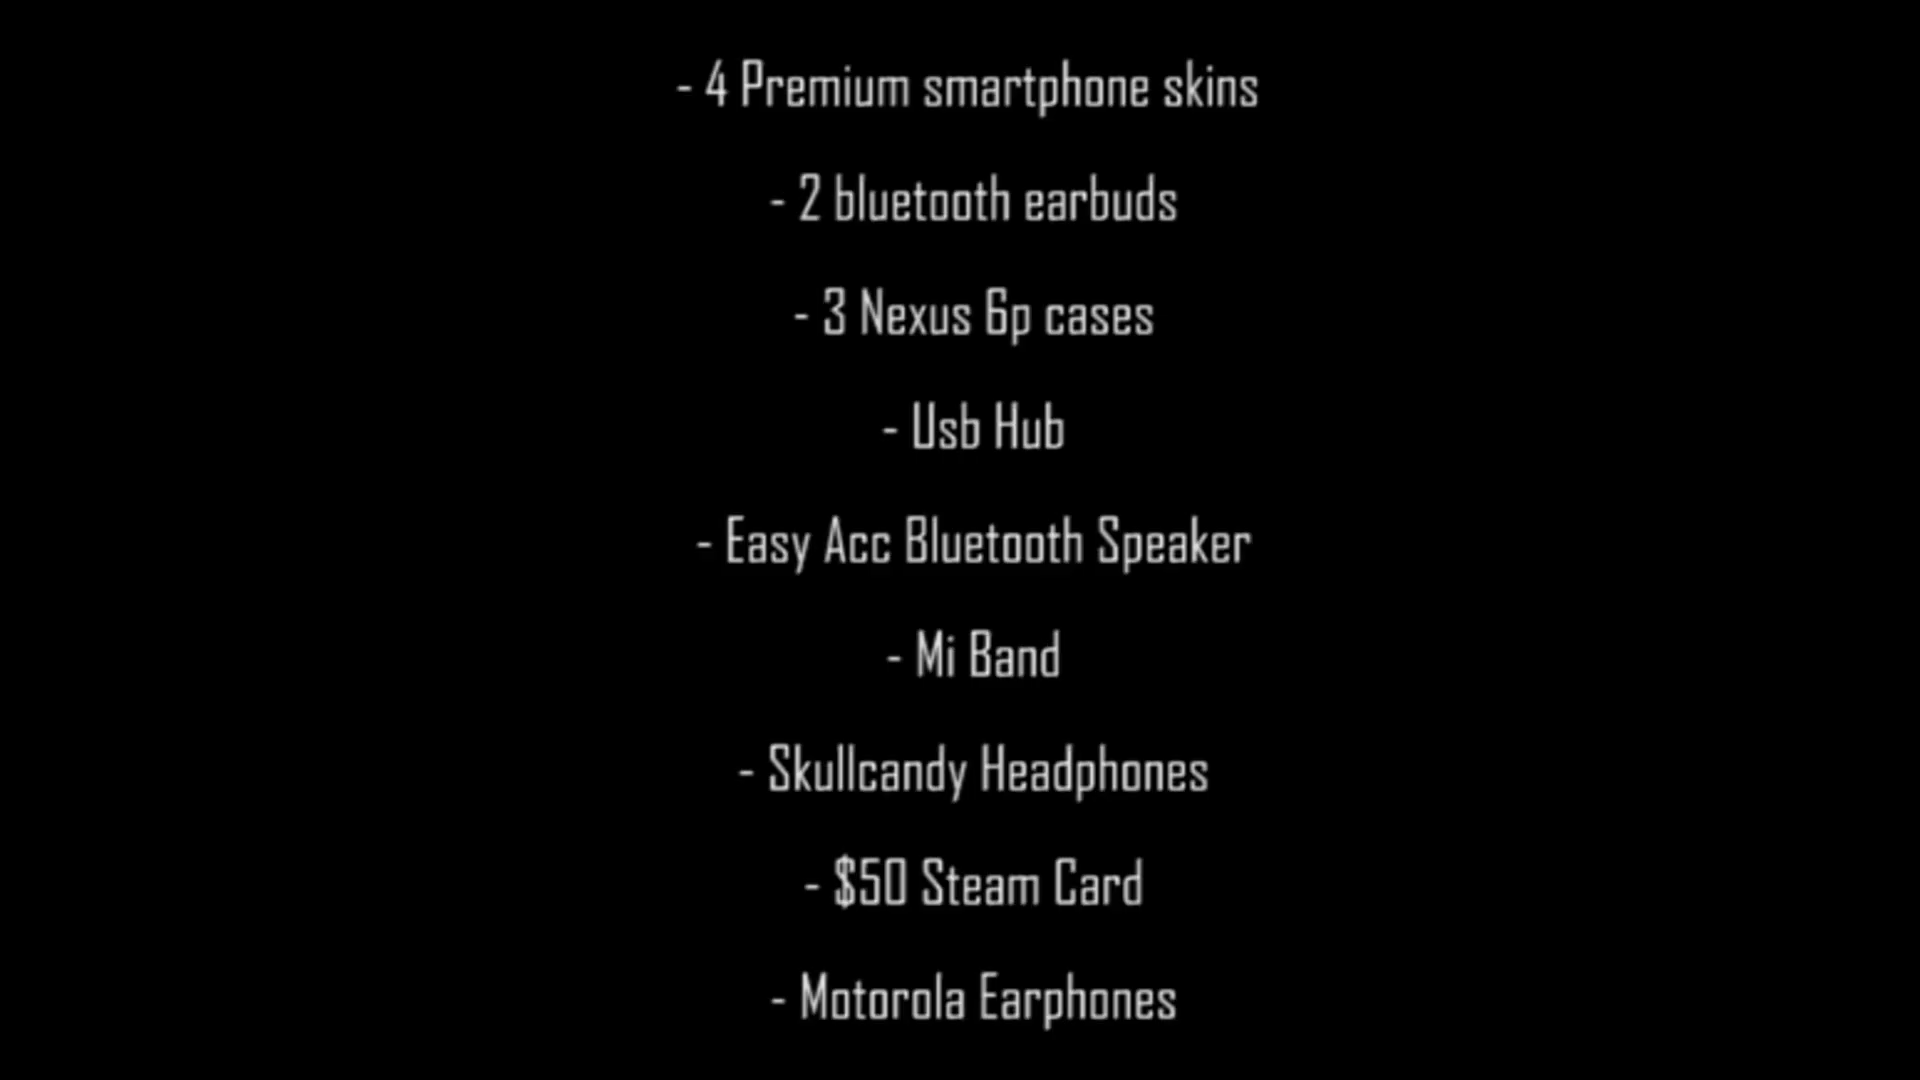 - 4 Premium smartphone skins
- 2 bluetooth earbuds
- 3 Nexus 6p cases
- Usb Hub
- Easy Acc Bluetooth Speaker
- Mi Band
- Skullcandy Headphones
- $50 Steam Card
- Motorola Earphones